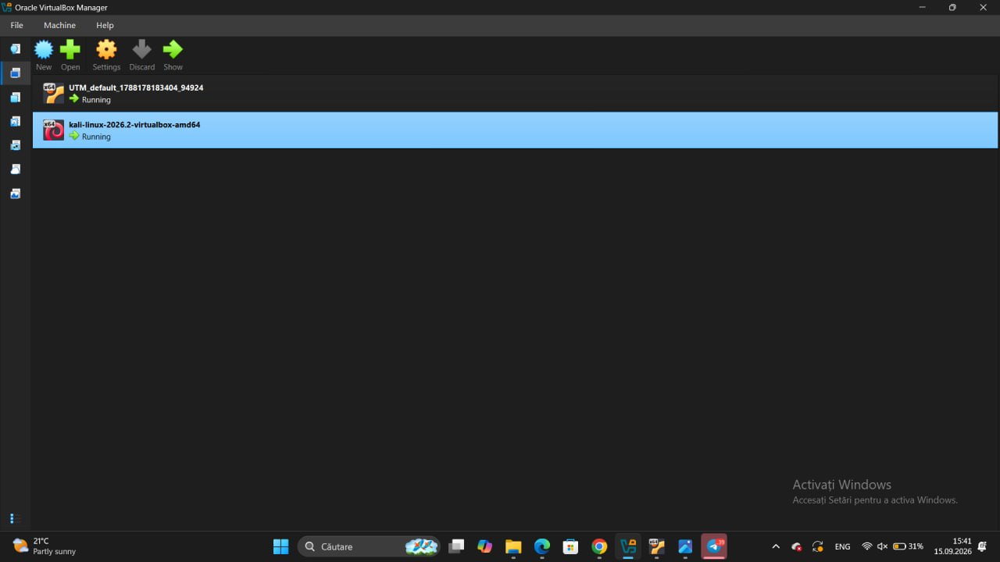 Oracle VirtualBox Manager
File Machine Help
New Open Settings Discard Show
x64 UTM_default_1788178183404_94924
Running
x64 kali-linux-2026.2-virtualbox-amd64
Running
Activați Windows
Accesați Setări pentru a activa Windows.
21°C
Partly sunny
Căutare
x64
39
ENG
31%
15:41
15.09.2026